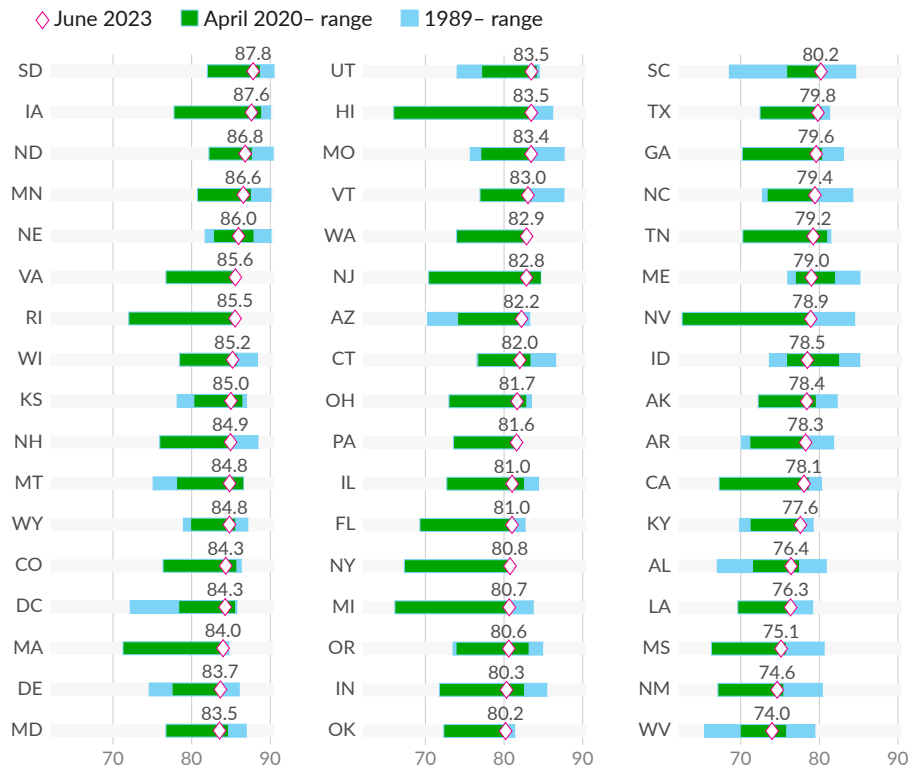 June 2023 April 2020– range 1989– range
SD 87.8
IA 87.6
ND 86.8
MN 86.6
NE 86.0
VA 85.6
RI 85.5
WI 85.2
KS 85.0
NH 84.9
MT 84.8
WY 84.8
CO 84.3
DC 84.3
MA 84.0
DE 83.7
MD 83.5
70 80 90
UT 83.5
HI 83.5
MO 83.4
VT 83.0
WA 82.9
NJ 82.8
AZ 82.2
CT 82.0
OH 81.7
PA 81.6
IL 81.0
FL 81.0
NY 80.8
MI 80.7
OR 80.6
IN 80.3
OK 80.2
70 80 90
SC 80.2
TX 79.8
GA 79.6
NC 79.4
TN 79.2
ME 79.0
NV 78.9
ID 78.5
AK 78.4
AR 78.3
CA 78.1
KY 77.6
AL 76.4
LA 76.3
MS 75.1
NM 74.6
WV 74.0
70 80 90